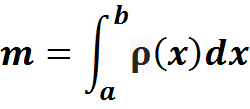 m = ∫_a^b ρ(x)dx